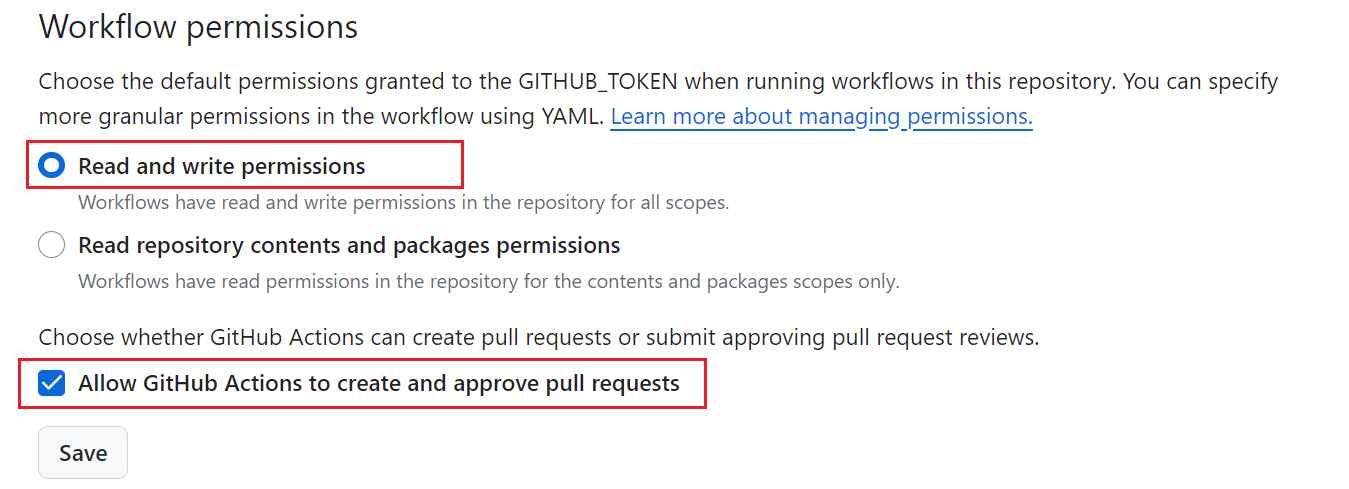 Workflow permissions
Choose the default permissions granted to the GITHUB_TOKEN when running workflows in this repository. You can specify
more granular permissions in the workflow using YAML. Learn more about managing permissions.
Read and write permissions
Workflows have read and write permissions in the repository for all scopes.
Read repository contents and packages permissions
Workflows have read permissions in the repository for the contents and packages scopes only.
Choose whether GitHub Actions can create pull requests or submit approving pull request reviews.
Allow GitHub Actions to create and approve pull requests
Save